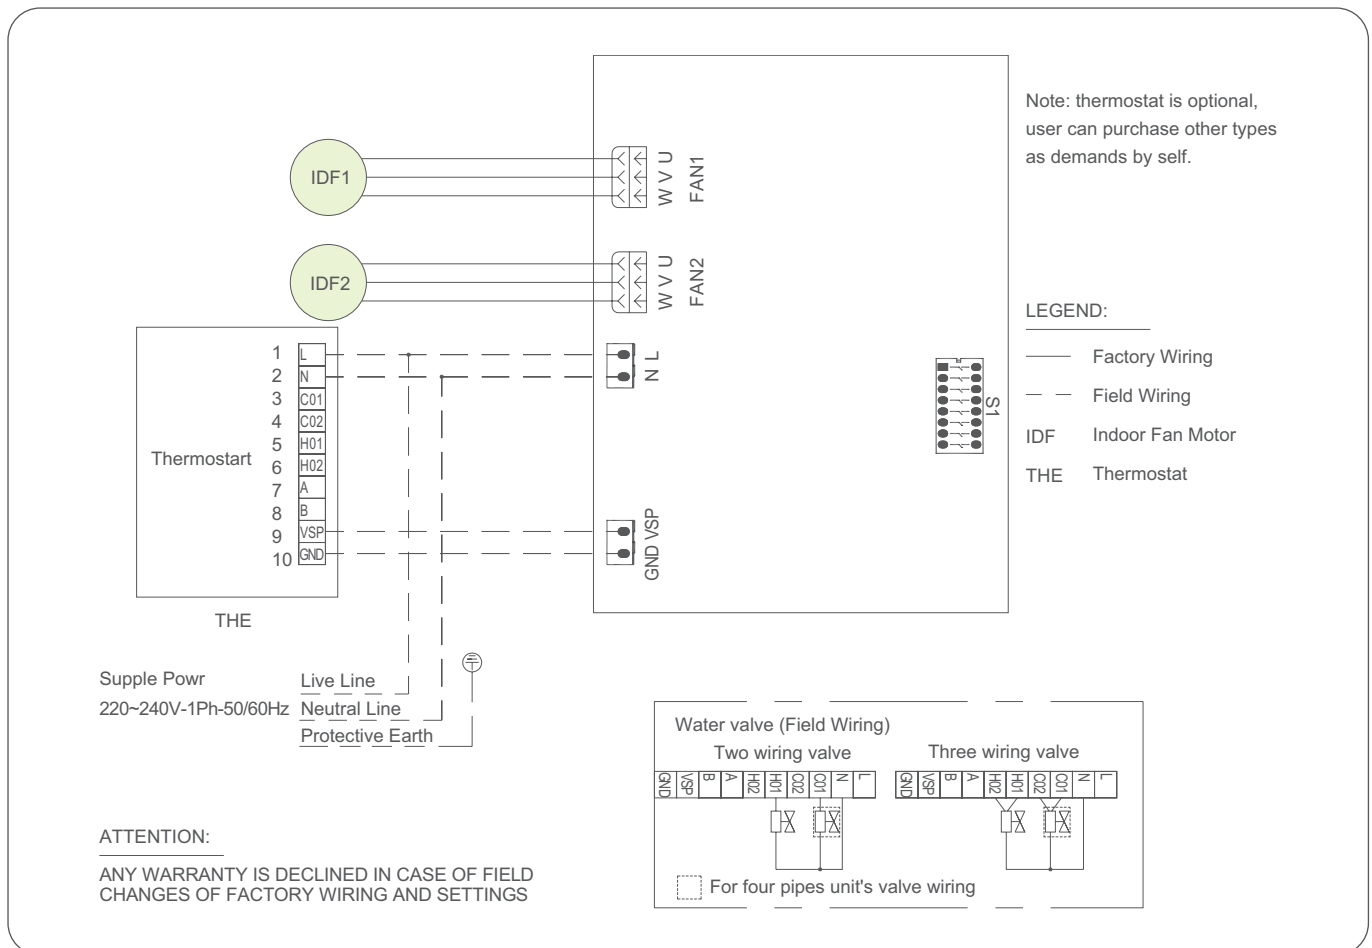 Note: thermostat is optional,
user can purchase other types
as demands by self.
IDF1
W V U
FAN1
IDF2
W V U
FAN2
LEGEND:
Factory Wiring
Field Wiring
IDF Indoor Fan Motor
THE Thermostat
Thermostart
1 L
2 N
3 C01
4 C02
5 H01
6 H02
7 A
8 B
9 VSP
10 GND
THE
N L
GND VSP
S1
Supple Powr
220~240V-1Ph-50/60Hz
Live Line
Neutral Line
Protective Earth
Water valve (Field Wiring)
Two wiring valve
GND VSP B A H02 H01 C02 C01 N L
Three wiring valve
GND VSP B A H02 H01 C02 C01 N L
For four pipes unit's valve wiring
ATTENTION:
ANY WARRANTY IS DECLINED IN CASE OF FIELD
CHANGES OF FACTORY WIRING AND SETTINGS